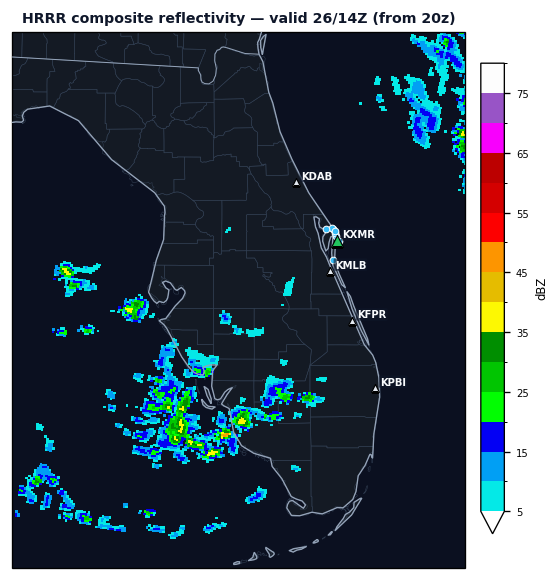 HRRR composite reflectivity — valid 26/14Z (from 20z)
KDAB
KXMR
KMLB
KFPR
KPBI
75
65
55
45
35
25
15
5
dBZ